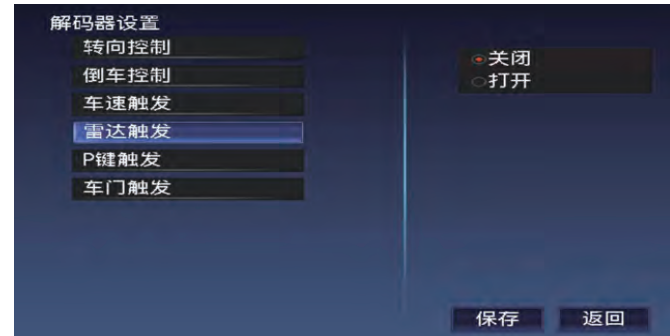 解码器设置
转向控制
倒车控制
车速触发
雷达触发
P键触发
车门触发
关闭
打开
保存 返回